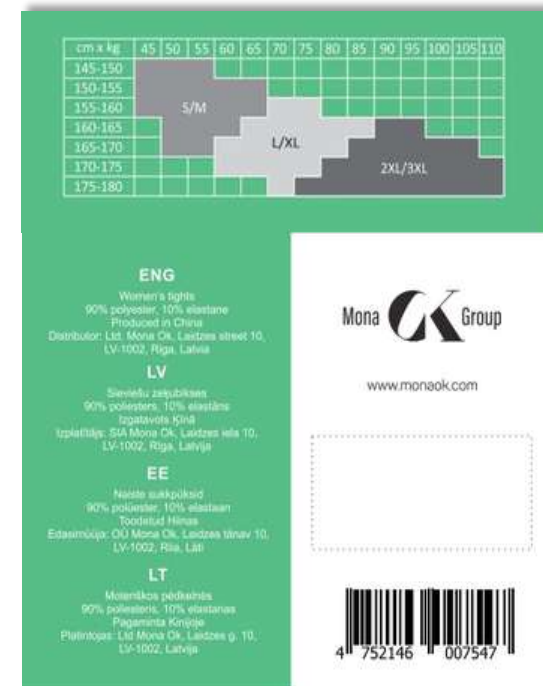 cm x kg 45 50 55 60 65 70 75 80 85 90 95 100 105 110
145-150
150-155
155-160
S/M
160-165
165-170
L/XL
170-175
2XL/3XL
175-180
ENG
Women's tights
90% polyester, 10% elastane
Produced in China
Distributor: Ltd. Mona Ok, Laidzes street 10,
LV-1002, Riga, Latvia
LV
Sieviešu zeķubikses
90% poliesters, 10% elastāns
Izgatavots Ķīnā
Izplatītājs: SIA Mona Ok, Laidzes iela 10,
LV-1002, Rīga, Latvija
EE
Naiste sukkpüksid
90% polüester, 10% elastaan
Toodetud Hiinas
Edasimüüja: OÜ Mona Ok, Laidzes tänav 10,
LV-1002, Riia, Läti
LT
Moteriškos pėdkelnės
90% poliesteris, 10% elastanas
Pagaminta Kinijoje
Platintojas: Ltd Mona Ok, Laidzes g. 10,
LV-1002, Latvija
Mona OK Group
www.monaok.com
4 752146 007547